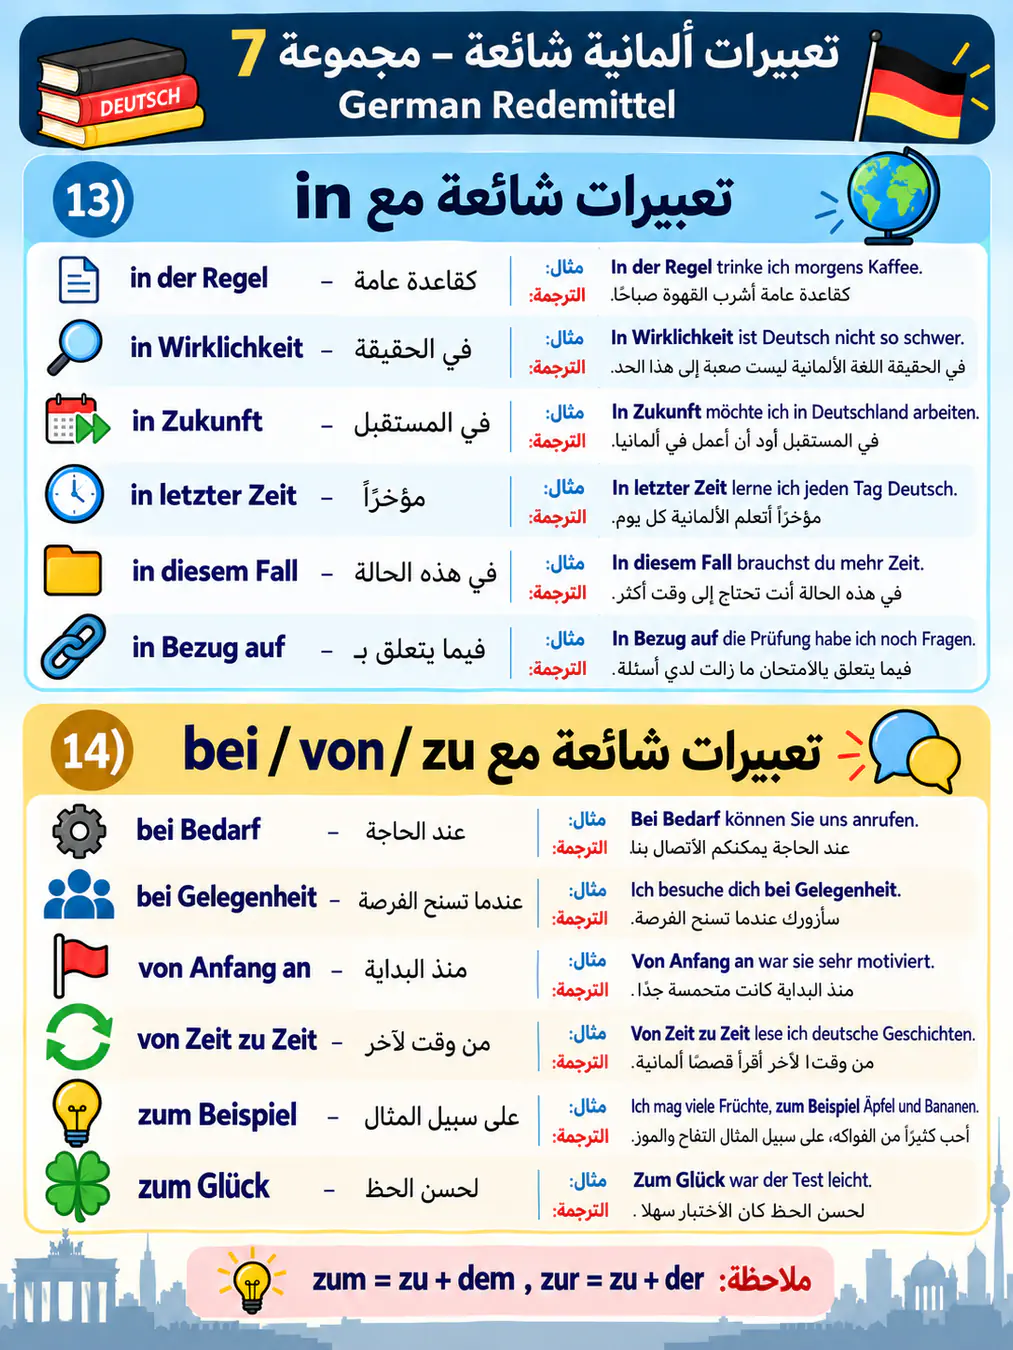 تعبيرات ألمانية شائعة – مجموعة 7
German Redemittel
DEUTSCH
13)
تعبيرات شائعة مع in
in der Regel – كقاعدة عامة
مثال: In der Regel trinke ich morgens Kaffee.
الترجمة: كقاعدة عامة أشرب القهوة صباحًا.
in Wirklichkeit – في الحقيقة
مثال: In Wirklichkeit ist Deutsch nicht so schwer.
الترجمة: في الحقيقة اللغة الألمانية ليست صعبة إلى هذا الحد.
in Zukunft – في المستقبل
مثال: In Zukunft möchte ich in Deutschland arbeiten.
الترجمة: في المستقبل أود أن أعمل في ألمانيا.
in letzter Zeit – مؤخرًاً
مثال: In letzter Zeit lerne ich jeden Tag Deutsch.
الترجمة: مؤخرًاً أتعلم الألمانية كل يوم.
in diesem Fall – في هذه الحالة
مثال: In diesem Fall brauchst du mehr Zeit.
الترجمة: في هذه الحالة أنت تحتاج إلى وقت أكثر.
in Bezug auf – فيما يتعلق بـ
مثال: In Bezug auf die Prüfung habe ich noch Fragen.
الترجمة: فيما يتعلق بالامتحان ما زالت لدي أسئلة.
14)
تعبيرات شائعة مع bei / von / zu
bei Bedarf – عند الحاجة
مثال: Bei Bedarf können Sie uns anrufen.
الترجمة: عند الحاجة يمكنكم الأتصال بنا.
bei Gelegenheit – عندما تسنح الفرصة
مثال: Ich besuche dich bei Gelegenheit.
الترجمة: سأزورك عندما تسنح الفرصة.
von Anfang an – منذ البداية
مثال: Von Anfang an war sie sehr motiviert.
الترجمة: منذ البداية كانت متحمسة جدًا.
von Zeit zu Zeit – من وقت لآخر
مثال: Von Zeit zu Zeit lese ich deutsche Geschichten.
الترجمة: من وقت ا لآخر أقرأ قصصًا ألمانية.
zum Beispiel – على سبيل المثال
مثال: Ich mag viele Früchte, zum Beispiel Äpfel und Bananen.
الترجمة: أحب كثيرًاً من الفواكه، على سبيل المثال التفاح والموز.
zum Glück – لحسن الحظ
مثال: Zum Glück war der Test leicht.
الترجمة: لحسن الحظ كان الأختبار سهلا .
ملاحظة: zum = zu + dem , zur = zu + der